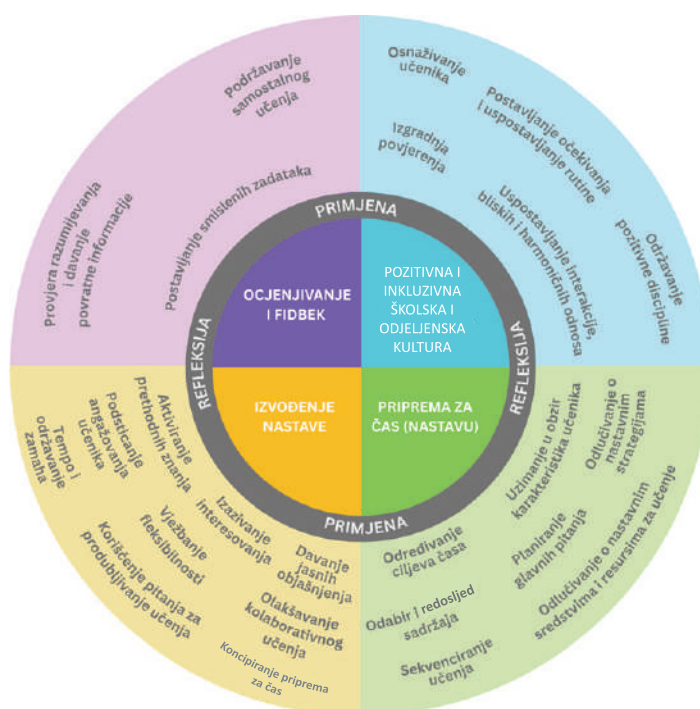 Podržavanje
samostalnog
učenja
Postavljanje smislenih zadataka
Provjera razumijevanja
i davanje
povratne informacije
Osnaživanje
učenika
Postavljanje očekivanja
i uspostavljanje rutine
Izgradnja
povjerenja
Uspostavljanje interakcije,
bliskih i harmoničnih odnosa
Održavanje
pozitivne discipline
PRIMJENA
REFLEKSIJA
REFLEKSIJA
PRIMJENA
OCJENJIVANJE
I FIDBEK
POZITIVNA I
INKLUZIVNA
ŠKOLSKA I
ODJELJENSKA
KULTURA
IZVOĐENJE
NASTAVE
PRIPREMA ZA
ČAS (NASTAVU)
Aktiviranje
prethodnih znanja
Podsticanje
angažovanja
učenika
Tempo i
održavanje
zamaha
Izazivanje
interesovanja
Vježbanje
fleksibilnosti
Korišćenje pitanja za
produbljivanje učenja
Davanje
jasnih
objašnjenja
Olakšavanje
kolaborativnog
učenja
Koncipiranje priprema
za čas
Uzimanje u obzir
karakteristika učenika
Odlučivanje o
nastavnim
strategijama
Planiranje
glavnih pitanja
Odlučivanje o nastavnim
sredstvima i resursima za učenje
Određivanje
ciljeva časa
Odabir i redosljed
sadržaja
Sekvenciranje
učenja